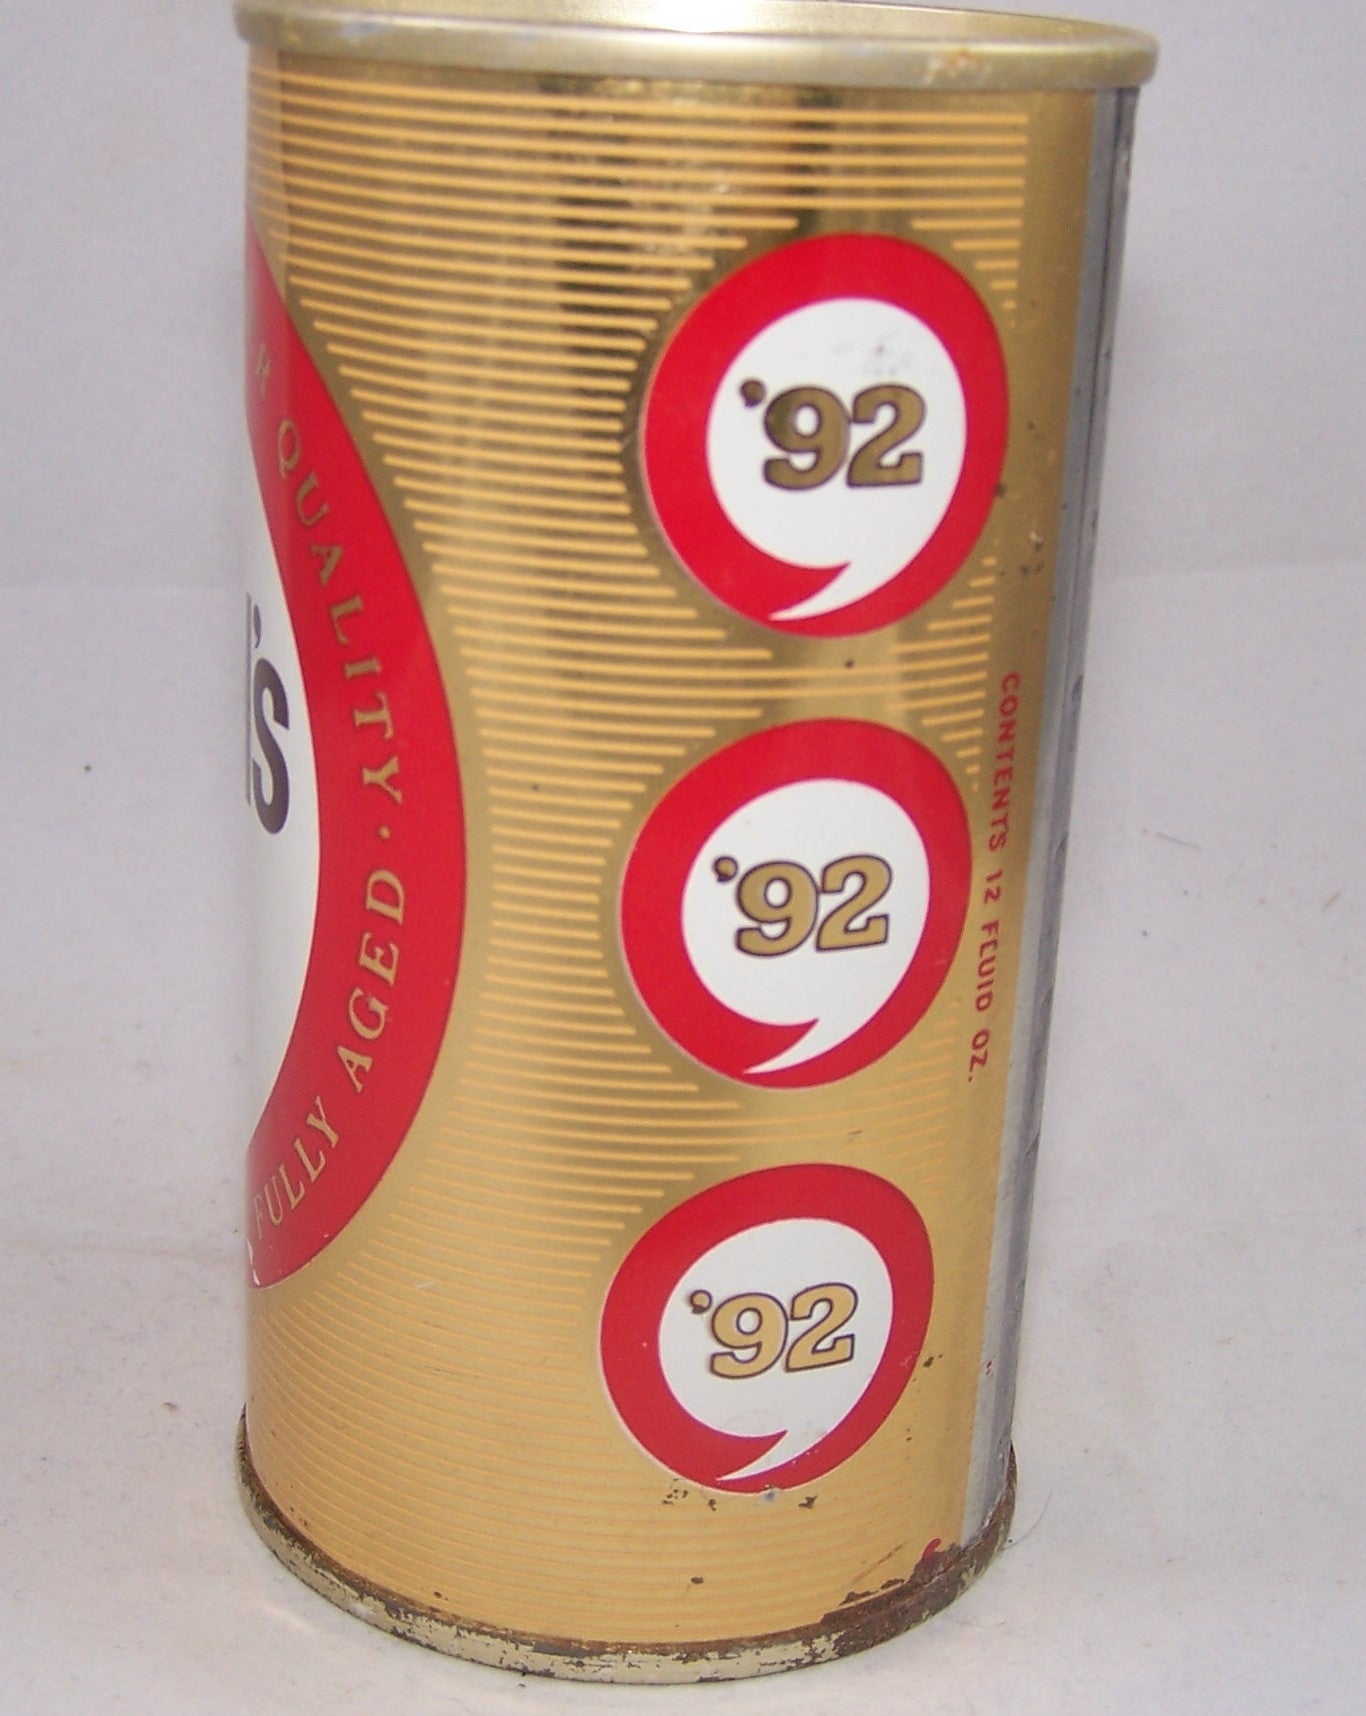 QUALITY · FULLY AGED
'S
'92
'92
'92
CONTENTS 12 FLUID OZ.